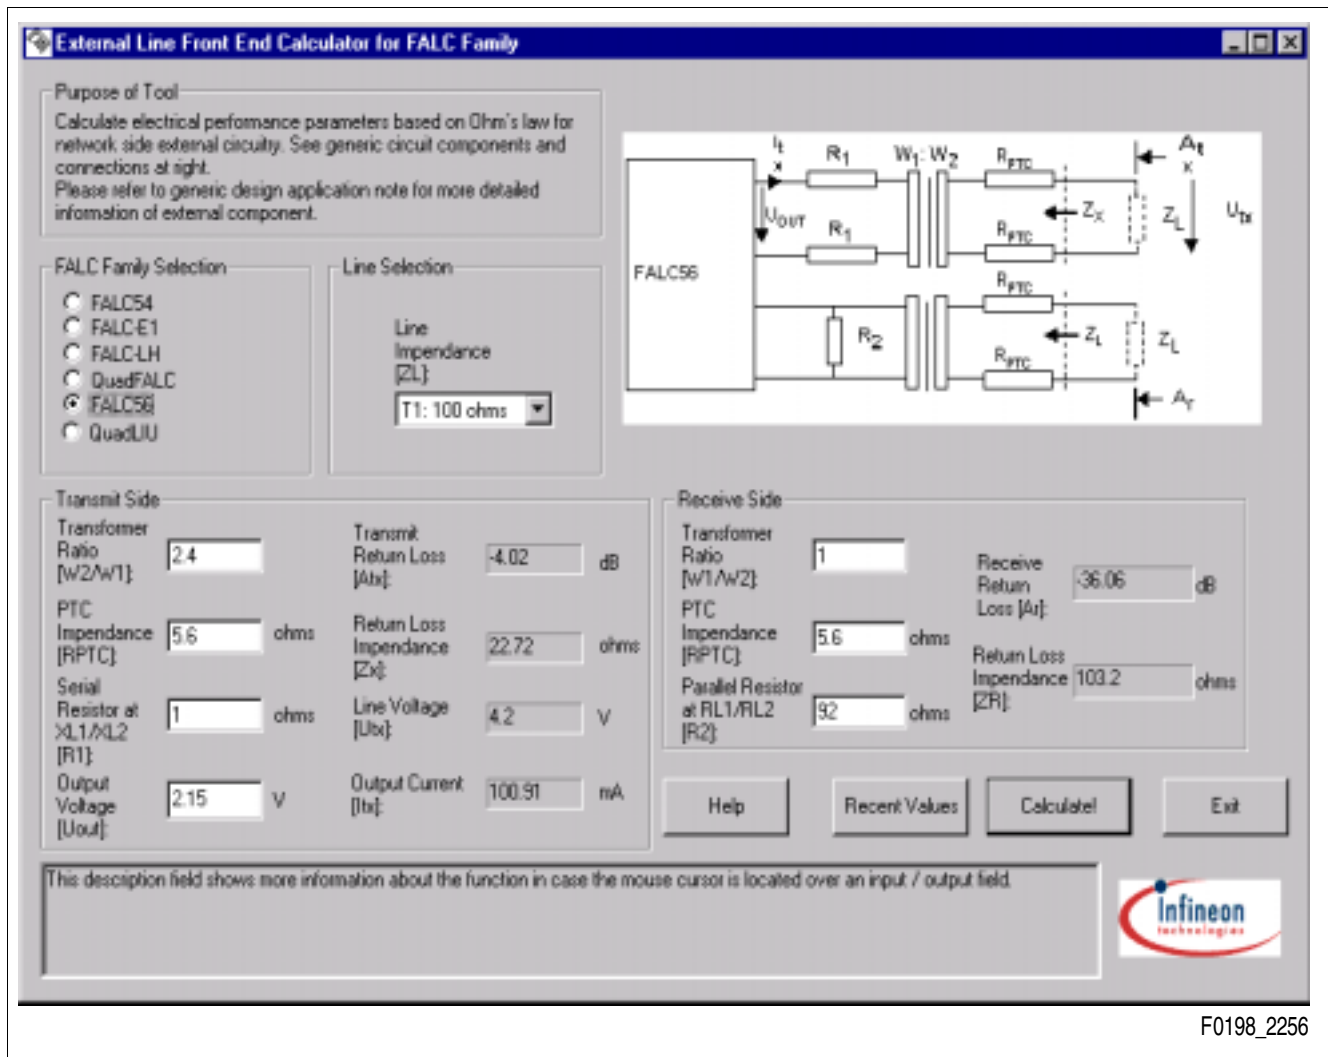 External Line Front End Calculator for FALC Family
Purpose of Tool
Calculate electrical performance parameters based on Ohm's law for
network side external circuity. See generic circuit components and
connections at right.
Please refer to generic design application note for more detailed
information of external component.
FALC Family Selection
FALC54
FALC-E1
FALC-LH
QuadFALC
FALC56
QuadLIU
Line Selection
Line
Impendance
[ZL]:
T1: 100 ohms
It
x
R1
W1: W2
RPTC
At
x
UOUT
ZX
ZL
Utx
R1
RPTC
FALC56
RPTC
R2
ZL
ZL
RPTC
Ar
Transmit Side
Transformer
Ratio
[W2/W1]:
2.4
PTC
Impendance
[RPTC]:
5.6
ohms
Serial
Resistor at
XL1/XL2
[R1]:
1
ohms
Output
Voltage
[Uout]:
2.15
V
Transmit
Return Loss
[Atx]:
-4.02
dB
Return Loss
Impendance
[Zx]:
22.72
ohms
Line Voltage
[Utx]:
4.2
V
Output Current
[Itx]:
100.91
mA
Receive Side
Transformer
Ratio
[W1/W2]:
1
PTC
Impendance
[RPTC]:
5.6
ohms
Parallel Resistor
at RL1/RL2
[R2]:
92
ohms
Receive
Return
Loss [Ar]:
-36.06
dB
Return Loss
Impendance
[ZR]:
103.2
ohms
Help
Recent Values
Calculate!
Exit
This description field shows more information about the function in case the mouse cursor is located over an input / output field.
Infineon
technologies
F0198_2256